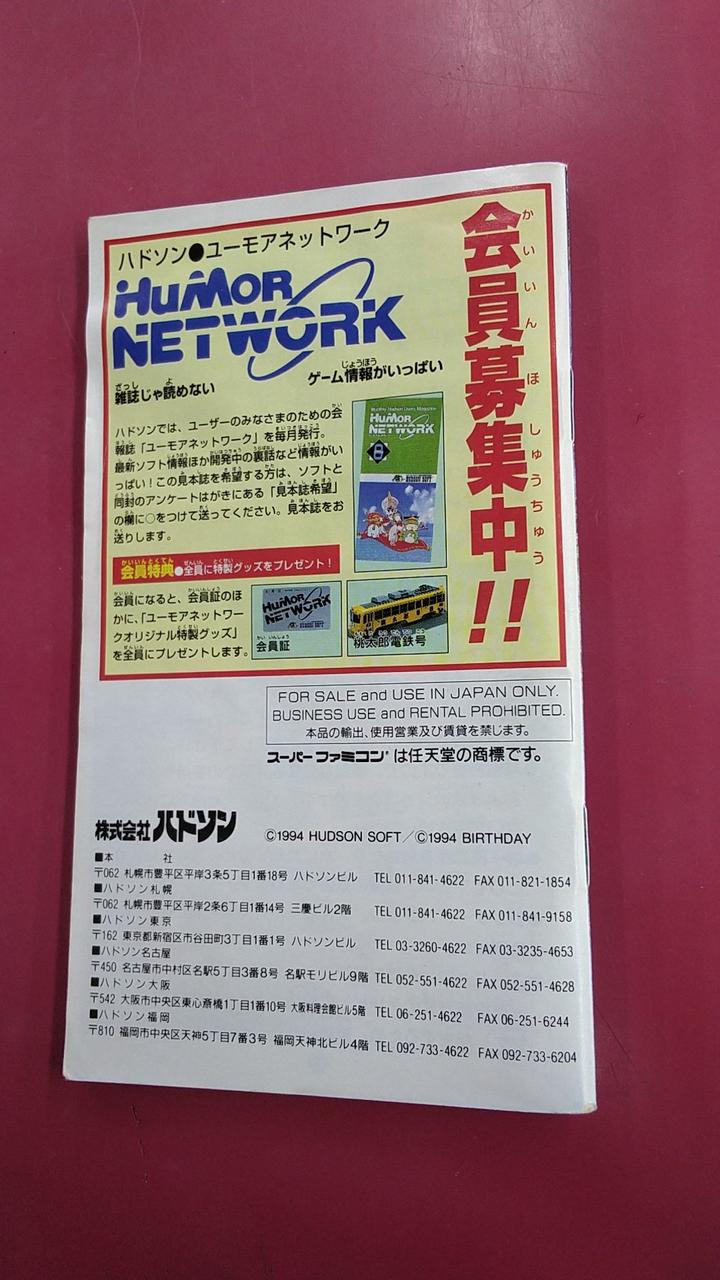 ハドソン●ユーモアネットワーク
HuMOR
NETWORK
会員募集中!!
かいいんぼしゅうちゅう
雑誌じゃ読めない
ゲーム情報がいっぱい
ハドソンでは、ユーザーのみなさまのための会
報誌「ユーモアネットワーク」を毎月発行。
最新ソフト情報ほか開発中の裏話など情報がい
っぱい!この見本誌を希望する方は、ソフトと
同封のアンケートはがきにある「見本誌希望」
の欄に○をつけて送ってください。見本誌をお
送りします。
Monthly Hudson Users Magazine
HuMOR
NETWORK
8
会員特典●全員に特製グッズをプレゼント!
会員になると、会員証のほ
かに、「ユーモアネットワー
クオリジナル特製グッズ」
を全員にプレゼントします。
HuMOR
NETWORK
会員証
桃太郎電鉄号
FOR SALE and USE IN JAPAN ONLY.
BUSINESS USE and RENTAL PROHIBITED.
本品の輸出、使用営業及び賃貸を禁じます。
スーパーファミコン®は任天堂の商標です。
株式会社ハドソン ©1994 HUDSON SOFT/©1994 BIRTHDAY
■本 社
〒062 札幌市豊平区平岸3条5丁目1番18号 ハドソンビル TEL 011-841-4622 FAX 011-821-1854
■ハドソン札幌
〒062 札幌市豊平区平岸2条6丁目1番14号 三慶ビル2階 TEL 011-841-4622 FAX 011-841-9158
■ハドソン東京
〒162 東京都新宿区市谷田町3丁目1番1号 ハドソンビル TEL 03-3260-4622 FAX 03-3235-4653
■ハドソン名古屋
〒450 名古屋市中村区名駅5丁目3番8号 名駅モリビル9階 TEL 052-551-4622 FAX 052-551-4628
■ハドソン大阪
〒542 大阪市中央区東心斎橋1丁目1番10号 大阪料理会館ビル5階 TEL 06-251-4622 FAX 06-251-6244
■ハドソン福岡
〒810 福岡市中央区天神5丁目7番3号 福岡天神北ビル4階 TEL 092-733-4622 FAX 092-733-6204